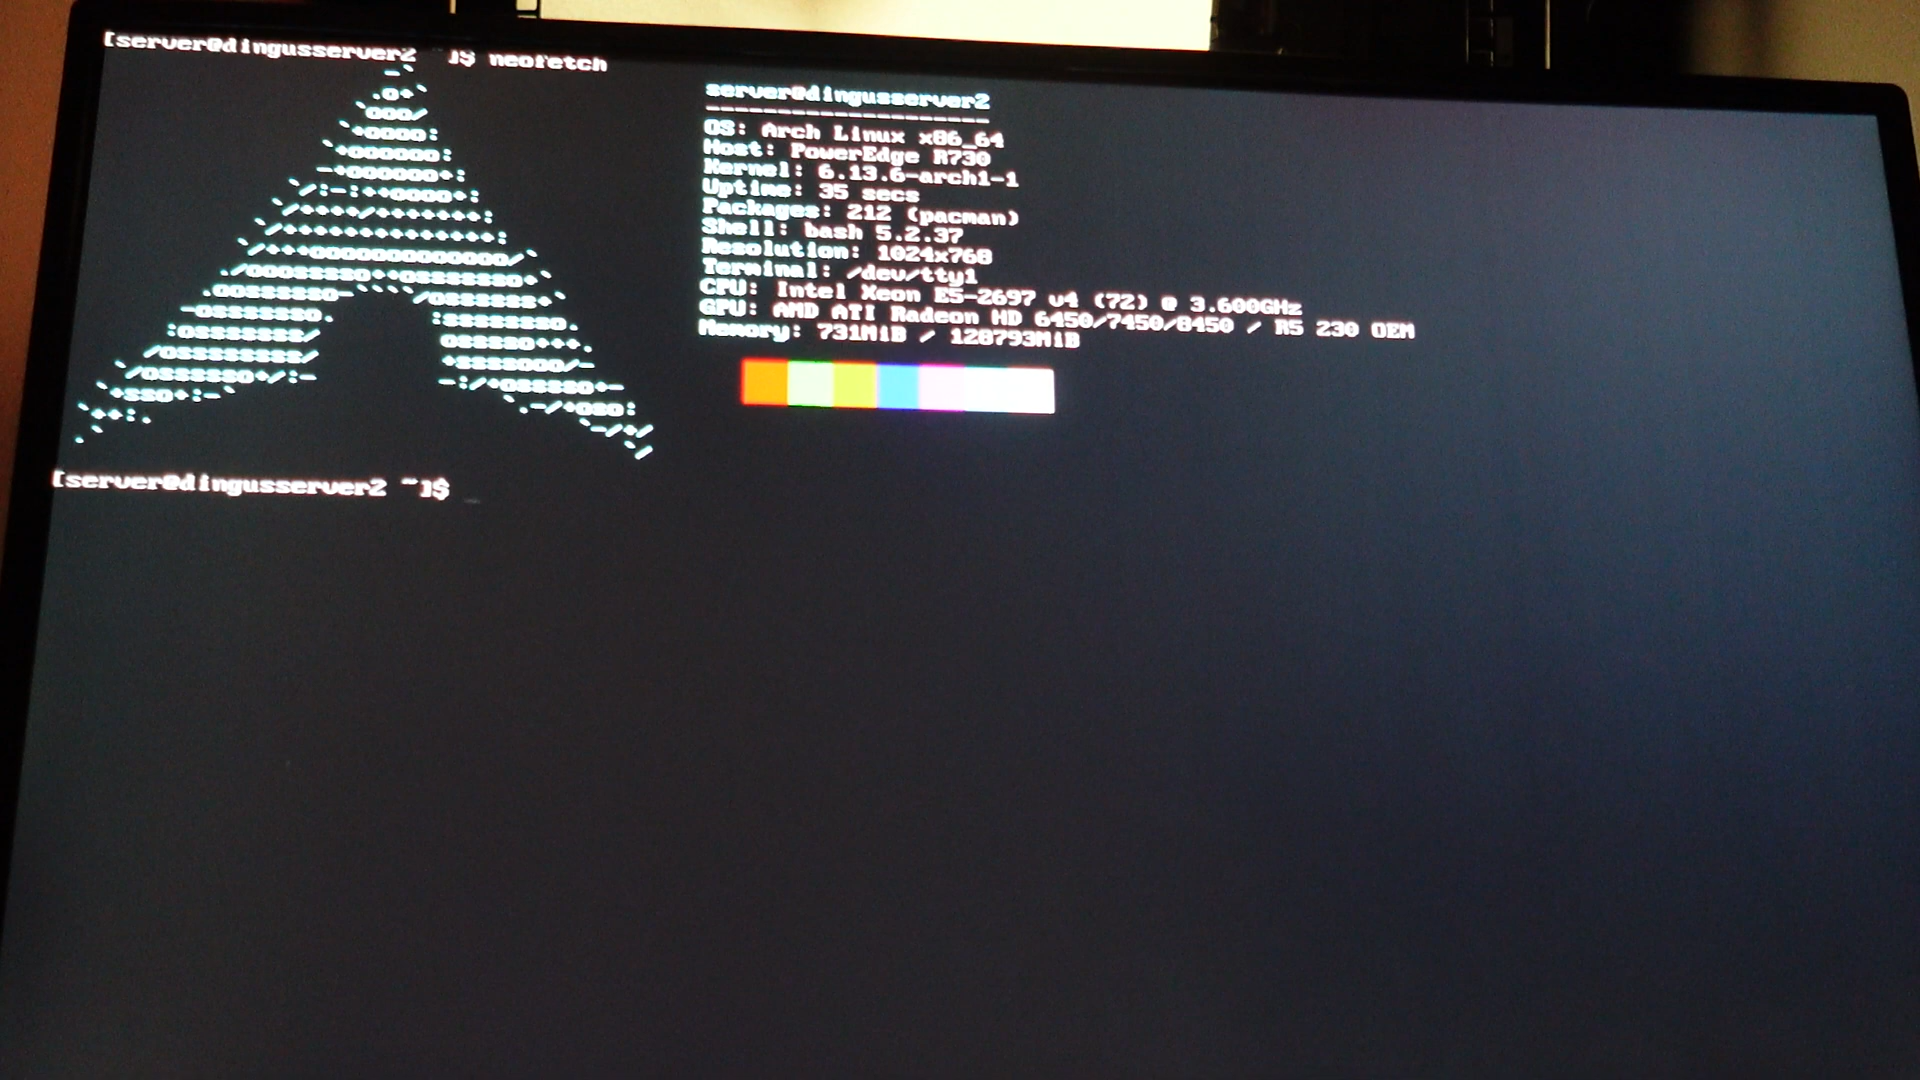 [server@dingusserver2 ~]$ neofetch
server@dingusserver2
--------------------
OS: Arch Linux x86_64
Host: PowerEdge R730
Kernel: 6.13.6-arch1-1
Uptime: 35 secs
Packages: 212 (pacman)
Shell: bash 5.2.37
Resolution: 1024x768
Terminal: /dev/tty1
CPU: Intel Xeon E5-2697 v4 (72) @ 3.600GHz
GPU: AMD ATI Radeon HD 6450/7450/8450 / R5 230 OEM
Memory: 731MiB / 128793MiB
[server@dingusserver2 ~]$